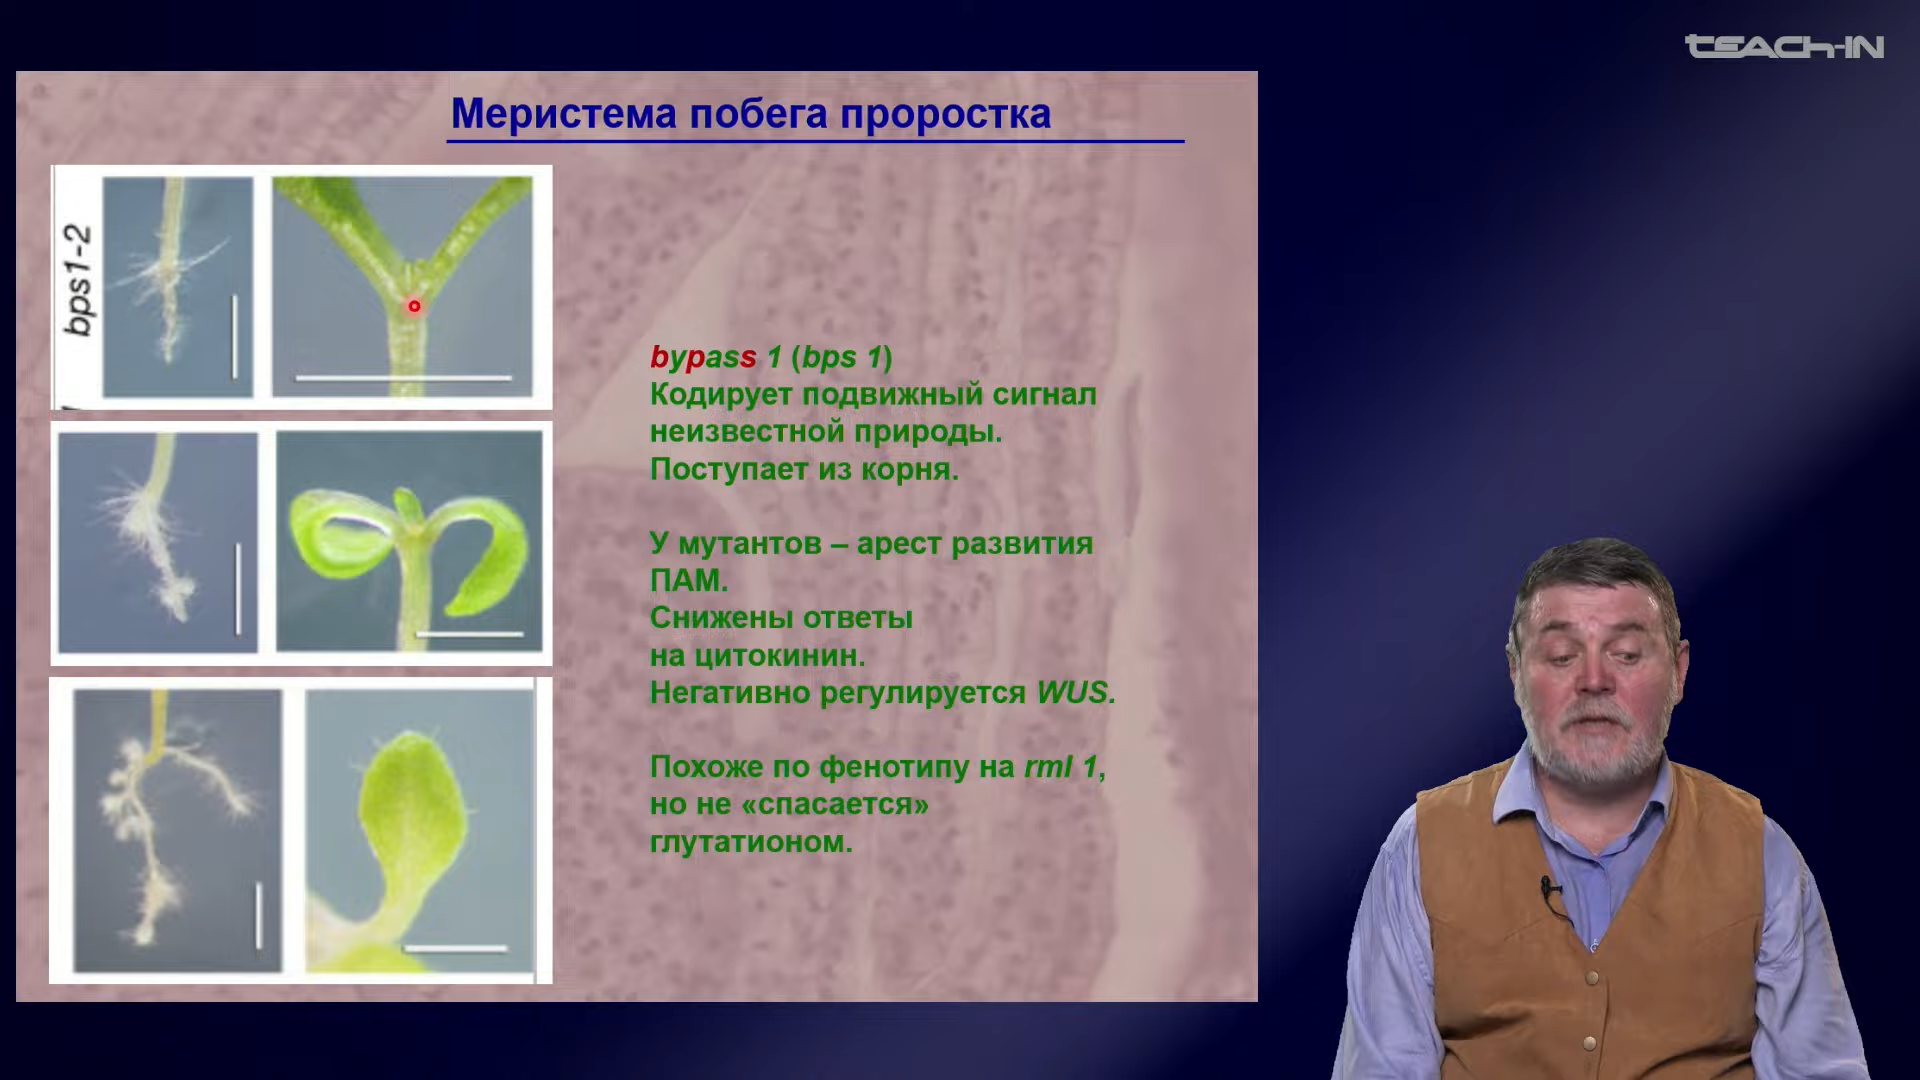 TEACH-IN
Меристема побега проростка
bps1-2
bypass 1 (bps 1)
Кодирует подвижный сигнал
неизвестной природы.
Поступает из корня.
У мутантов – арест развития
ПАМ.
Снижены ответы
на цитокинин.
Негативно регулируется WUS.
Похоже по фенотипу на rml 1,
но не «спасается»
глутатионом.